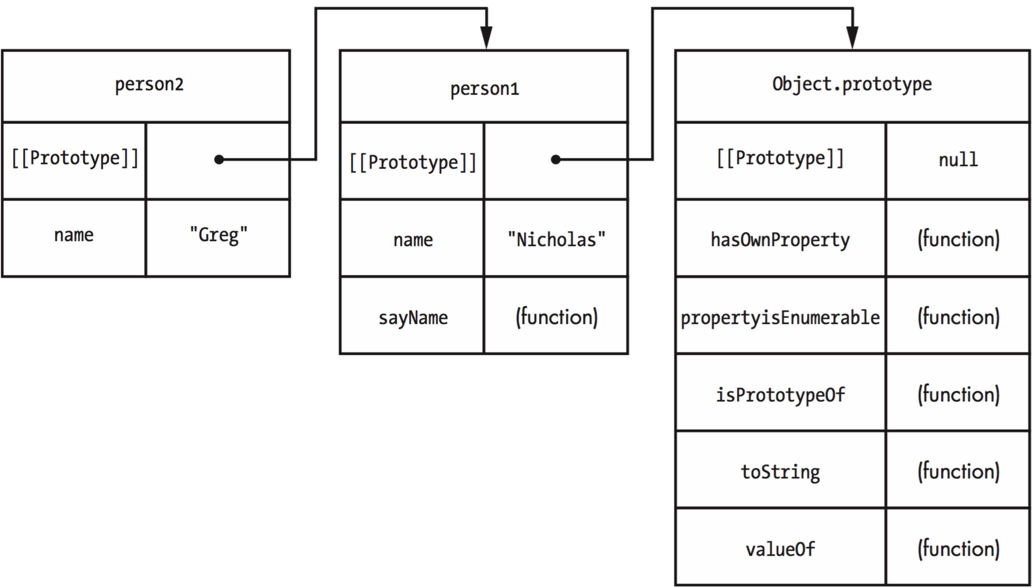 person2
[[Prototype]]
name "Greg"
person1
[[Prototype]]
name "Nicholas"
sayName (function)
Object.prototype
[[Prototype]] null
hasOwnProperty (function)
propertyisEnumerable (function)
isPrototypeOf (function)
toString (function)
valueOf (function)